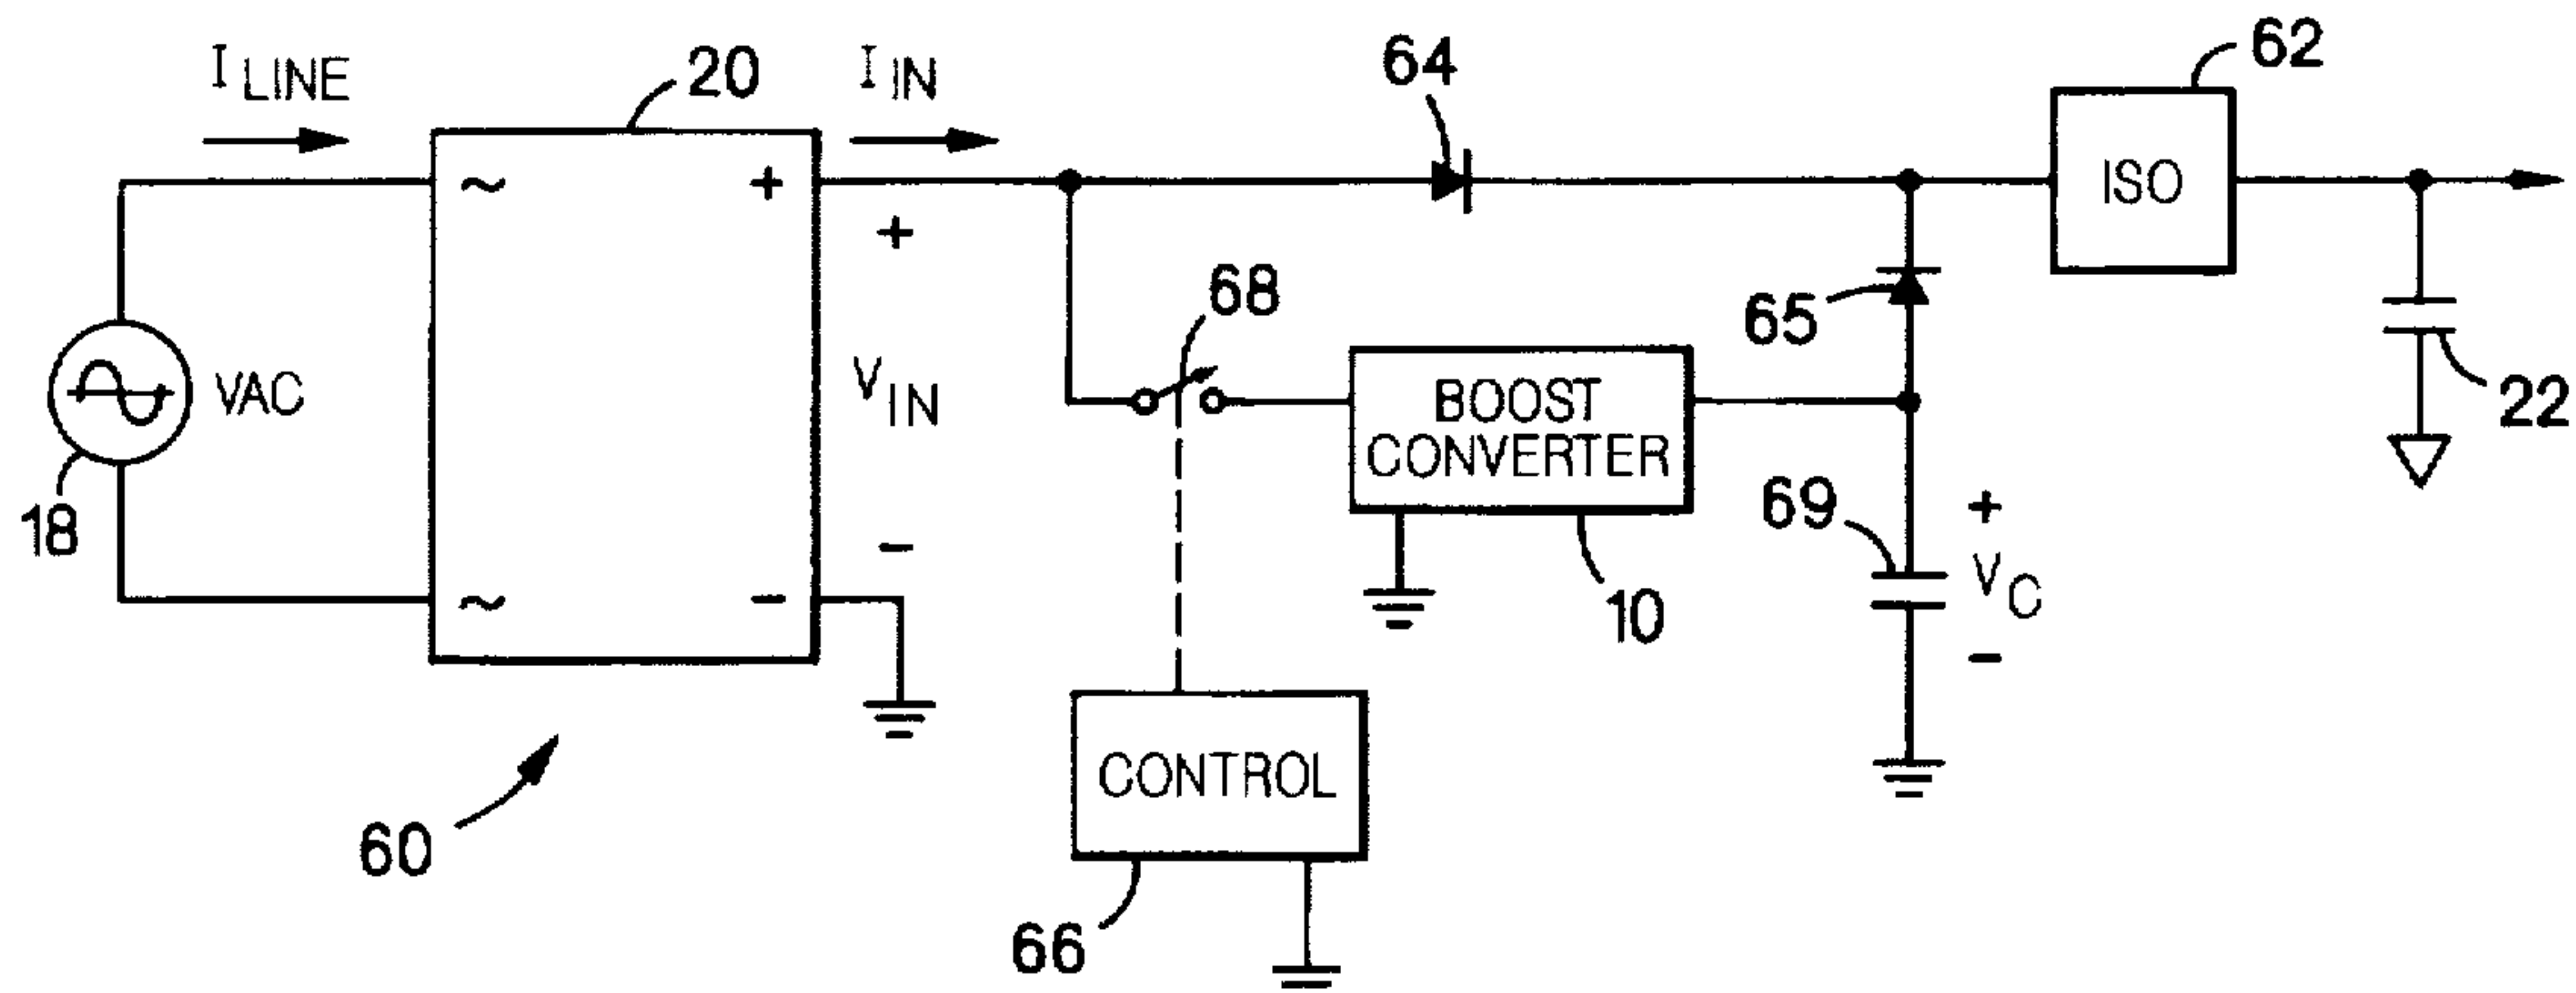 I LINE
20
I IN
64
62
~
+
ISO
+
68
65
VAC
V IN
BOOST
CONVERTER
22
18
69
+
V C
-
-
~
-
10
CONTROL
60
66